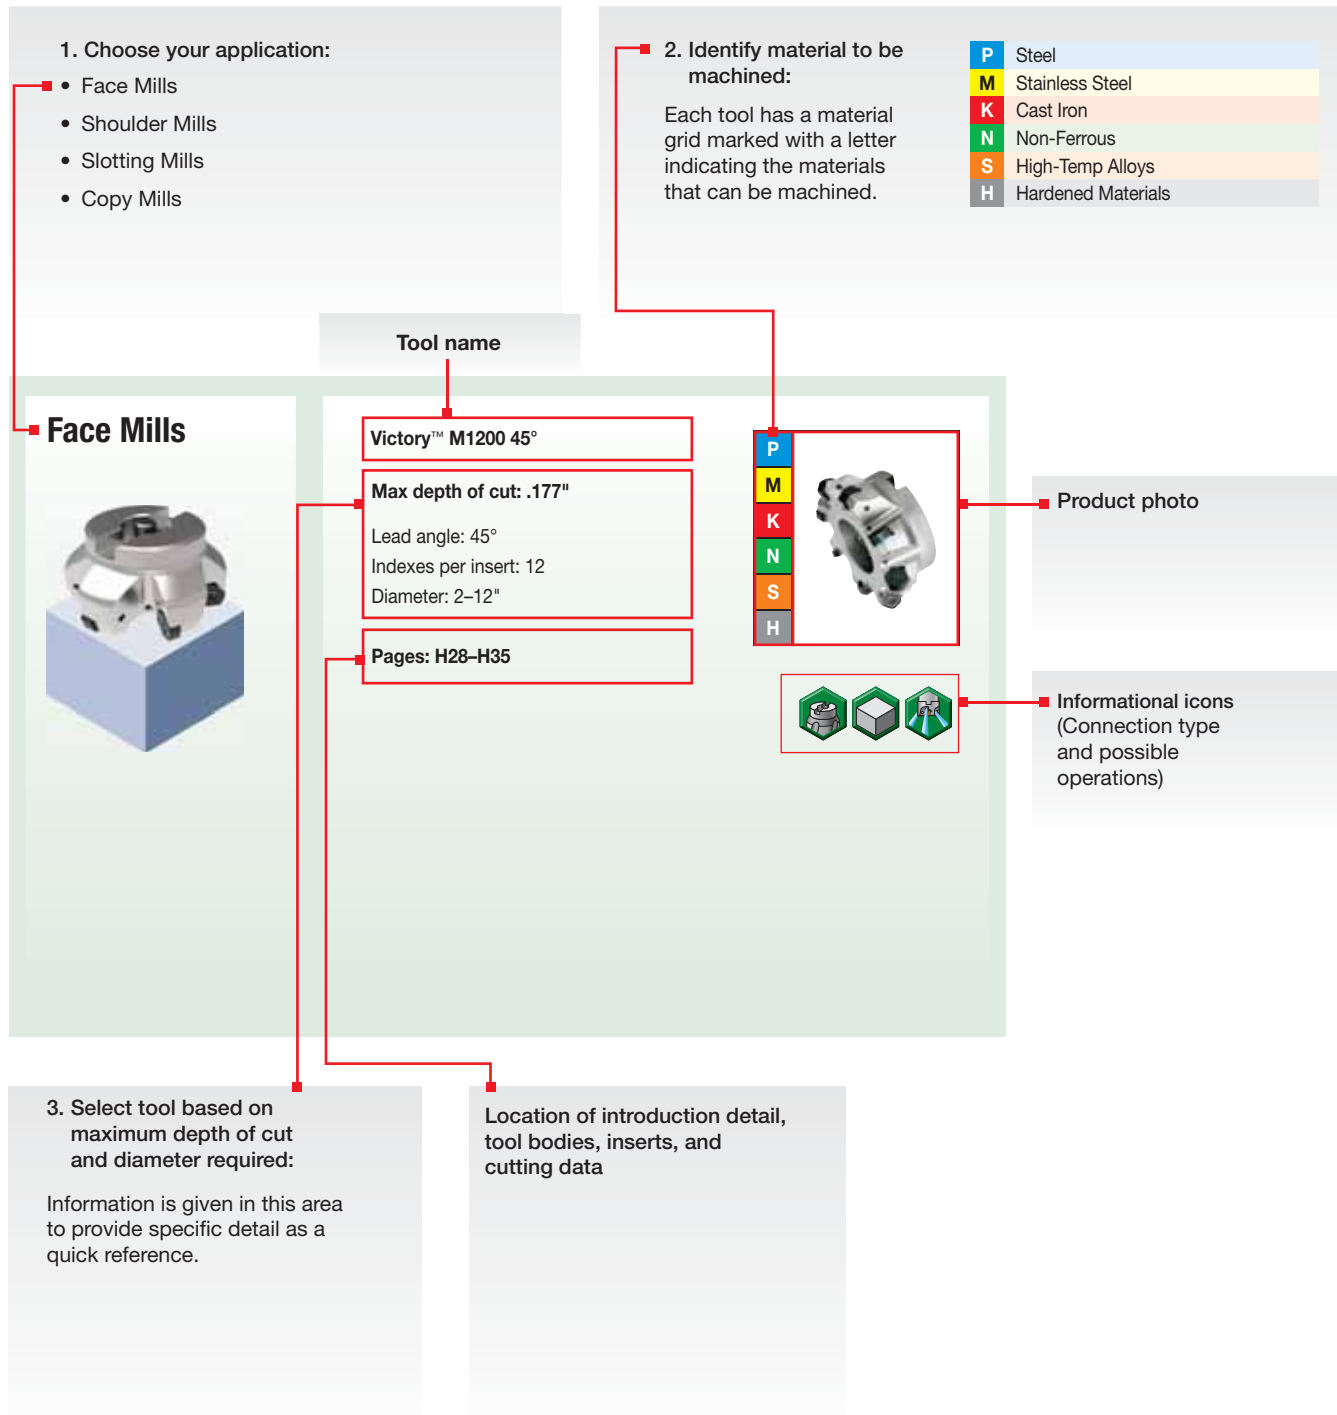 1. Choose your application:
• Face Mills
• Shoulder Mills
• Slotting Mills
• Copy Mills
2. Identify material to be
machined:
Each tool has a material
grid marked with a letter
indicating the materials
that can be machined.
P Steel
M Stainless Steel
K Cast Iron
N Non-Ferrous
S High-Temp Alloys
H Hardened Materials
Tool name
Face Mills
Victory™ M1200 45°
Max depth of cut: .177"
Lead angle: 45°
Indexes per insert: 12
Diameter: 2–12"
Pages: H28–H35
P
M
K
N
S
H
Product photo
Informational icons
(Connection type
and possible
operations)
3. Select tool based on
maximum depth of cut
and diameter required:
Information is given in this area
to provide specific detail as a
quick reference.
Location of introduction detail,
tool bodies, inserts, and
cutting data